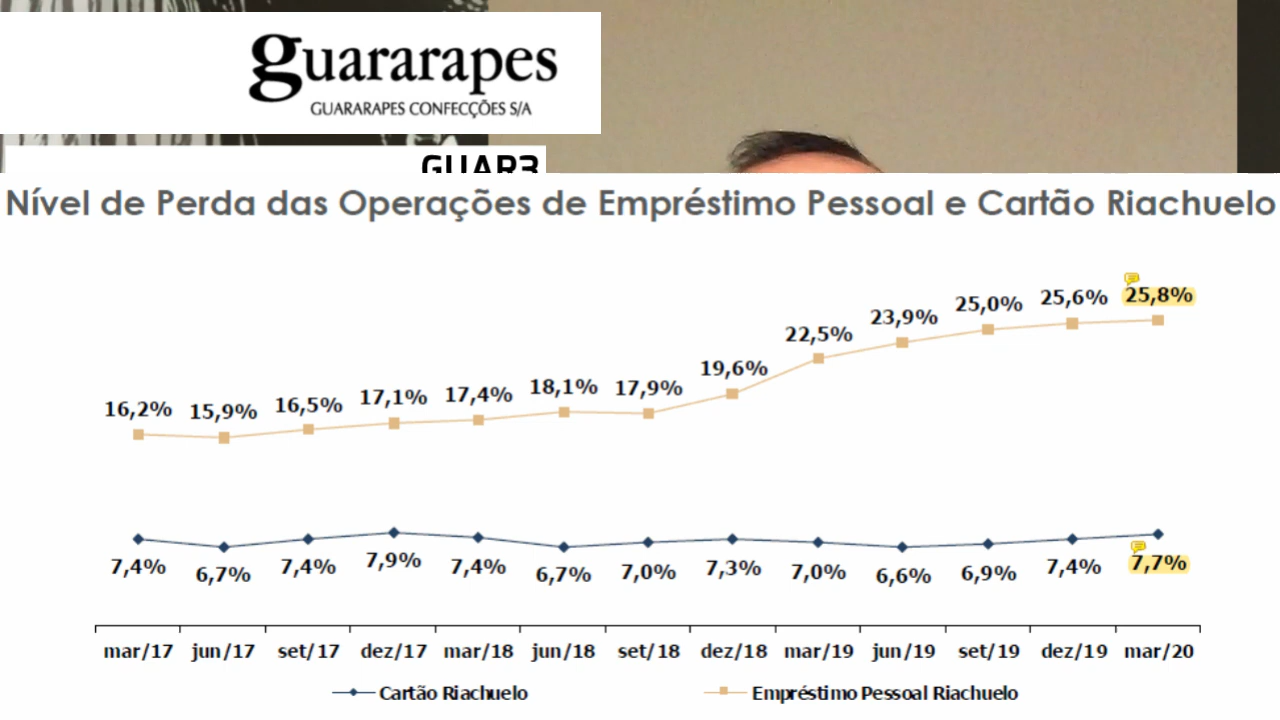 guararapes
GUARARAPES CONFECÇÕES S/A
GUAR3
Nível de Perda das Operações de Empréstimo Pessoal e Cartão Riachuelo
16,2% 15,9% 16,5% 17,1% 17,4% 18,1% 17,9% 19,6% 22,5% 23,9% 25,0% 25,6% 25,8%
7,4% 6,7% 7,4% 7,9% 7,4% 6,7% 7,0% 7,3% 7,0% 6,6% 6,9% 7,4% 7,7%
mar/17 jun/17 set/17 dez/17 mar/18 jun/18 set/18 dez/18 mar/19 jun/19 set/19 dez/19 mar/20
Cartão Riachuelo Empréstimo Pessoal Riachuelo